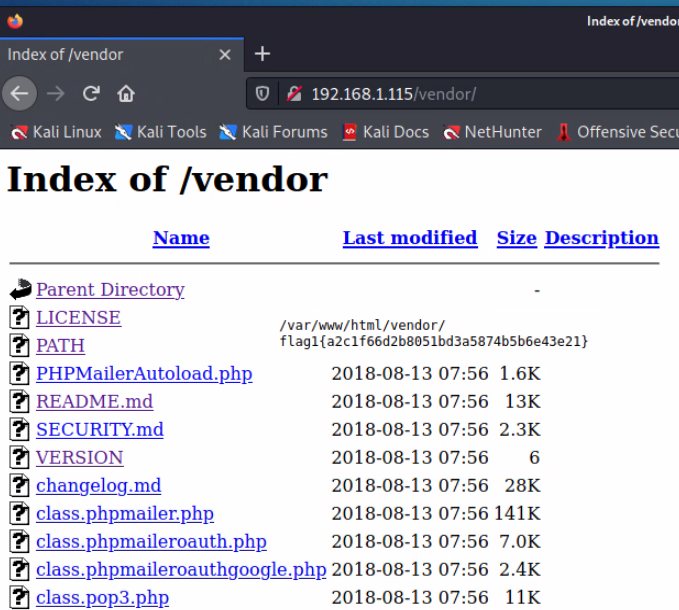 Index of /vendor
Index of /vendor
192.168.1.115/vendor/
Kali Linux Kali Tools Kali Forums Kali Docs NetHunter Offensive Secu
Index of /vendor
Name Last modified Size Description
Parent Directory -
LICENSE
/var/www/html/vendor/
PATH
flag1{a2c1f66d2b8051bd3a5874b5b6e43e21}
PHPMailerAutoload.php 2018-08-13 07:56 1.6K
README.md 2018-08-13 07:56 13K
SECURITY.md 2018-08-13 07:56 2.3K
VERSION 2018-08-13 07:56 6
changelog.md 2018-08-13 07:56 28K
class.phpmailer.php 2018-08-13 07:56 141K
class.phpmaileroauth.php 2018-08-13 07:56 7.0K
class.phpmaileroauthgoogle.php 2018-08-13 07:56 2.4K
class.pop3.php 2018-08-13 07:56 11K